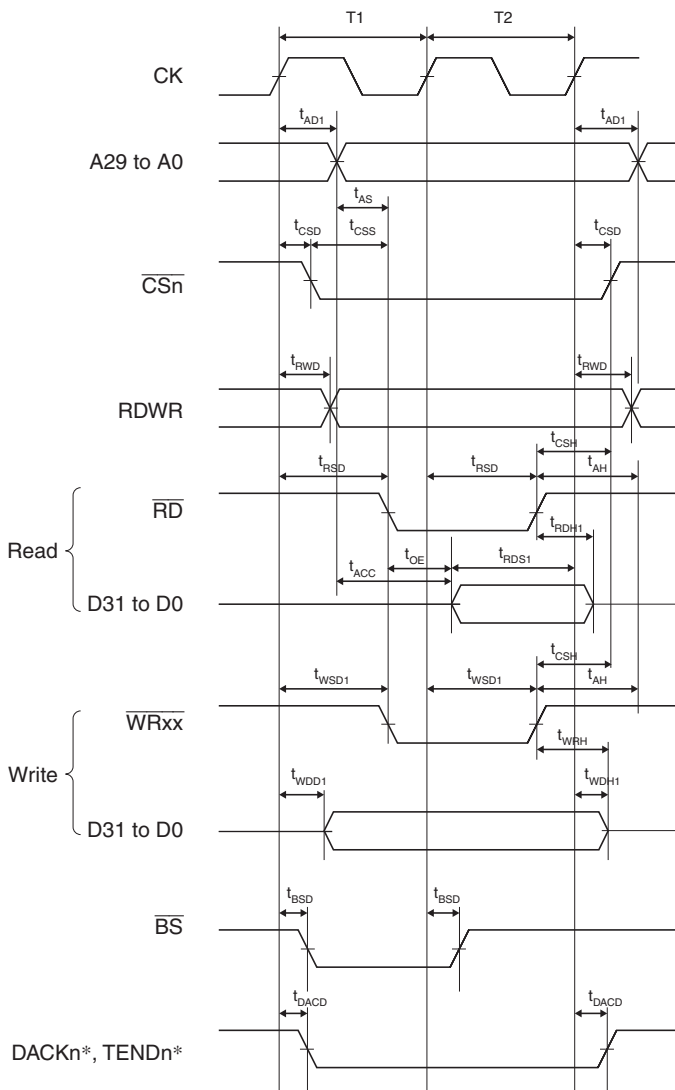 T1 T2
CK
tAD1 tAD1
A29 to A0
tAS
tCSD tCSS tCSD
CSn
tRWD tRWD
RDWR
tCSH
tRSD tRSD tAH
RD
tRDH1
Read
tOE tRDS1
tACC
D31 to D0
tCSH
tWSD1 tWSD1 tAH
WRxx
tWRH
Write
tWDD1 tWDH1
D31 to D0
tBSD tBSD
BS
tDACD tDACD
DACKn*, TENDn*